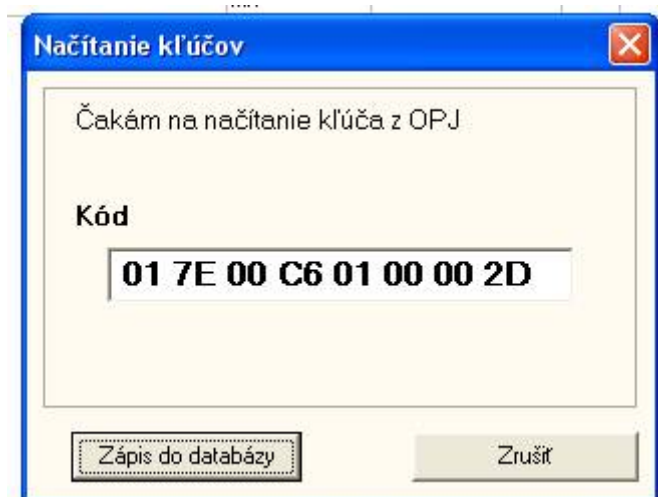 Načítanie kľúčov
Čakám na načítanie kľúča z OPJ
Kód
01 7E 00 C6 01 00 00 2D
Zápis do databázy
Zrušiť